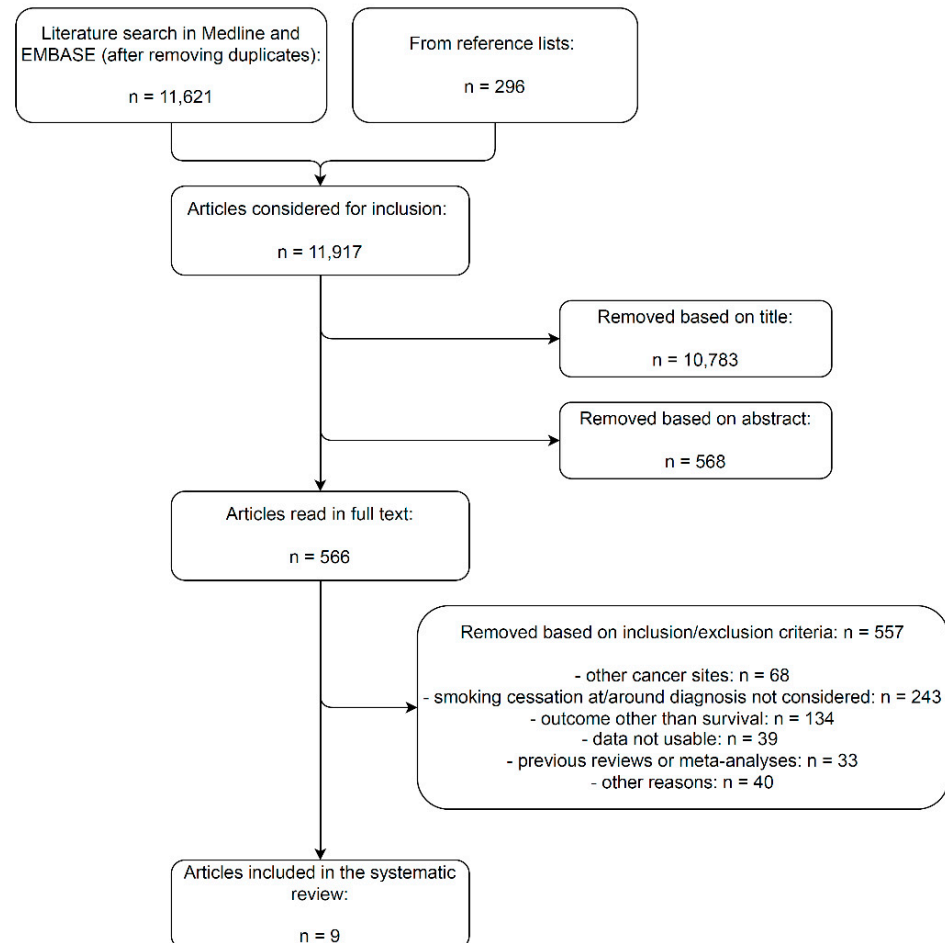 Literature search in Medline and
EMBASE (after removing duplicates):
n = 11,621
From reference lists:
n = 296
Articles considered for inclusion:
n = 11,917
Removed based on title:
n = 10,783
Removed based on abstract:
n = 568
Articles read in full text:
n = 566
Removed based on inclusion/exclusion criteria: n = 557
- other cancer sites: n = 68
- smoking cessation at/around diagnosis not considered: n = 243
- outcome other than survival: n = 134
- data not usable: n = 39
- previous reviews or meta-analyses: n = 33
- other reasons: n = 40
Articles included in the systematic
review:
n = 9